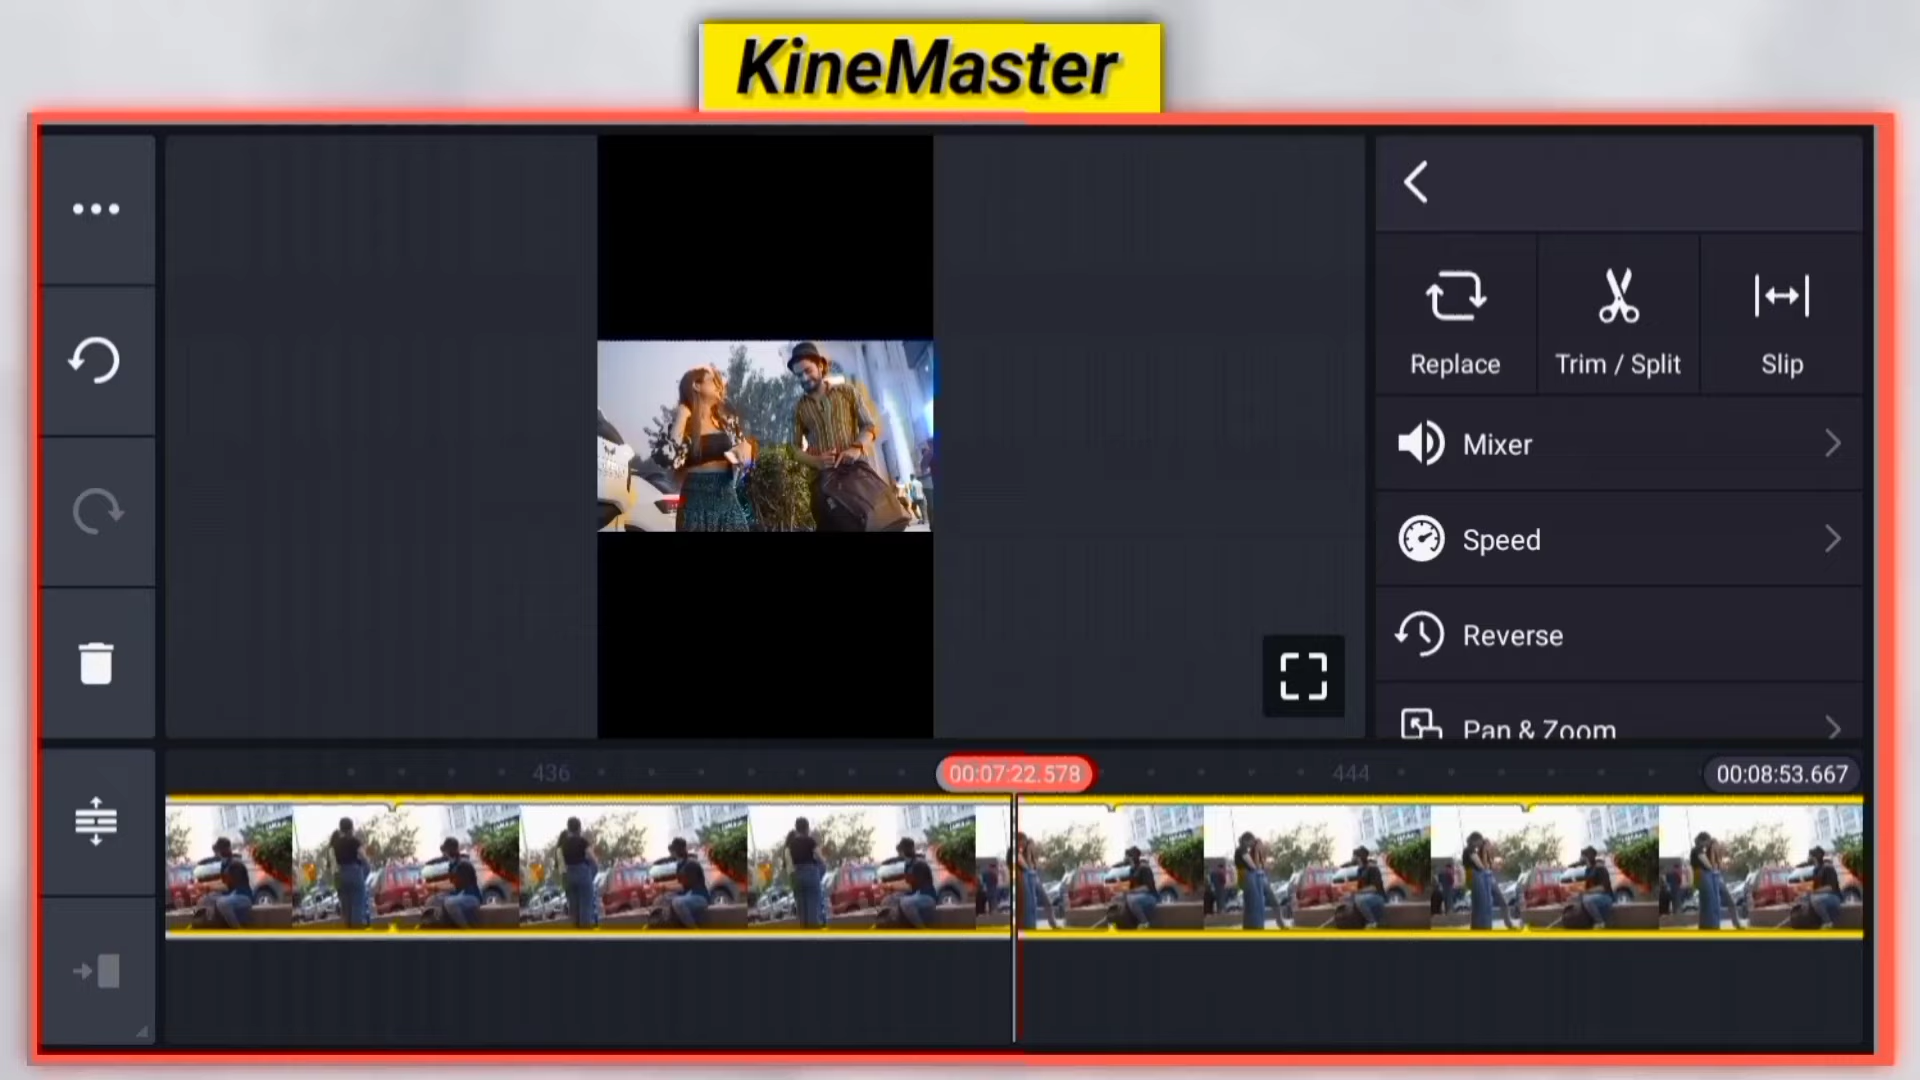 KineMaster
Replace
Trim / Split
Slip
Mixer
Speed
Reverse
Pan & Zoom
436
00:07:22.578
444
00:08:53.667